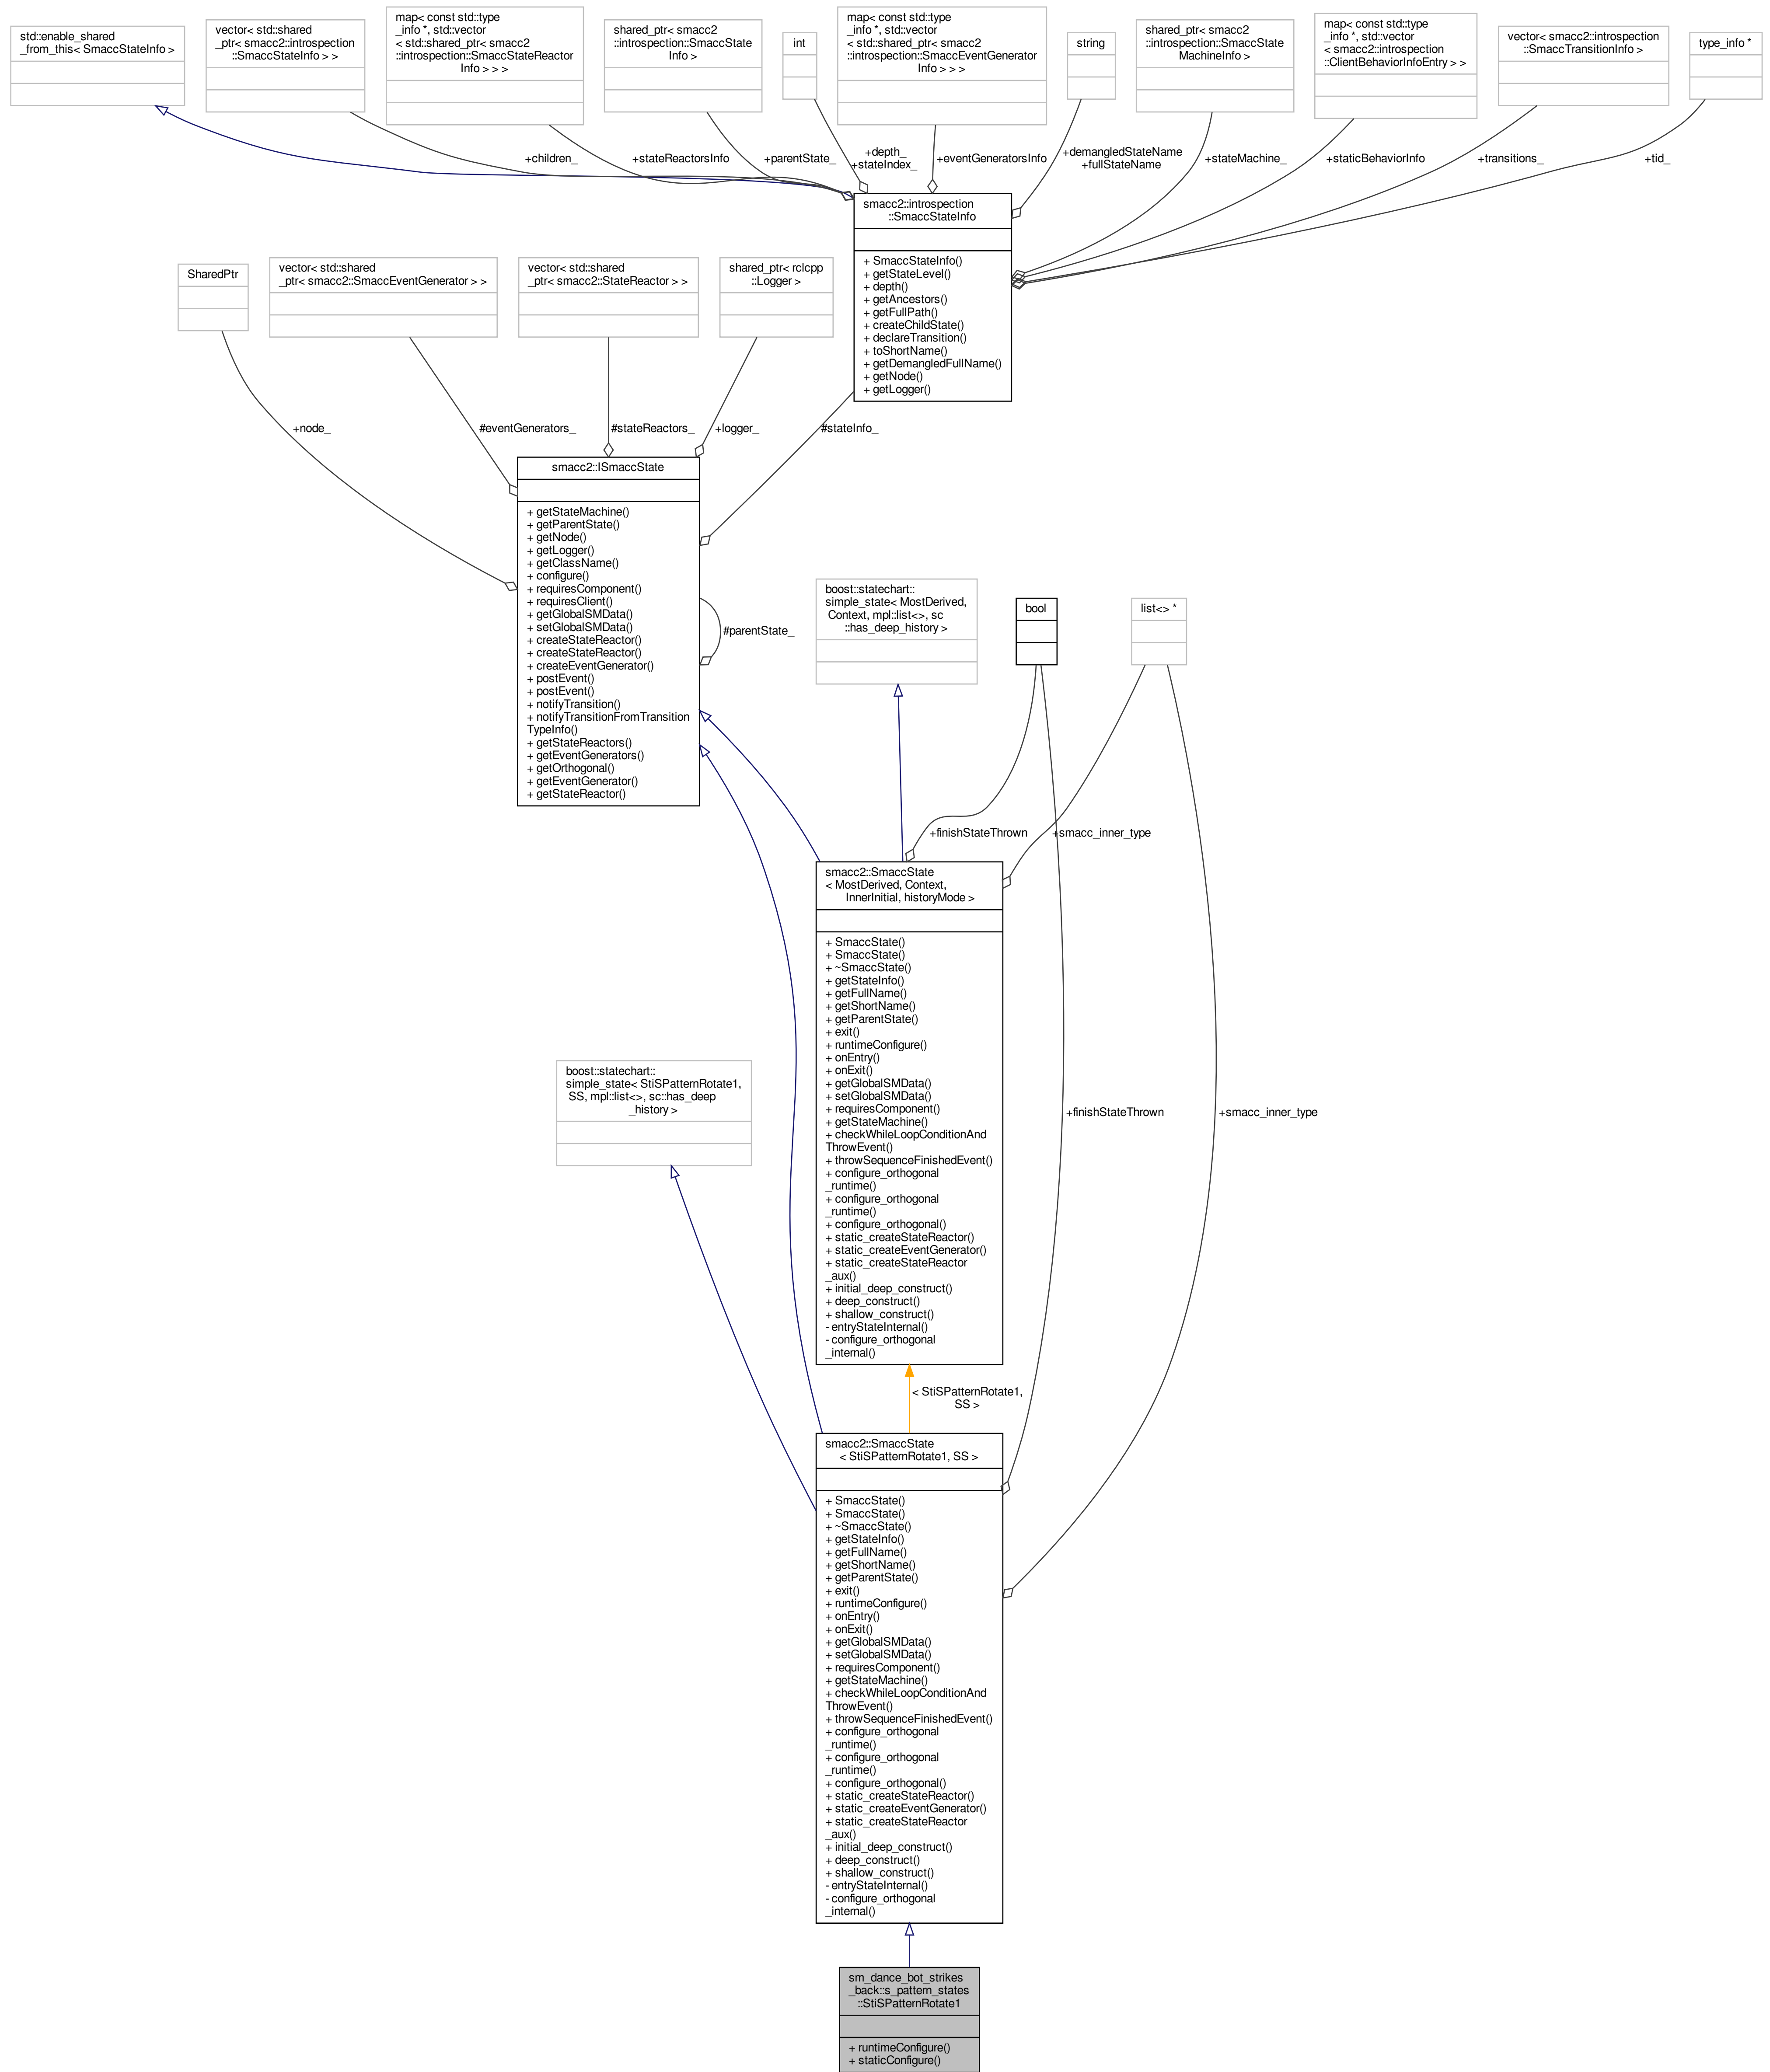 std::enable_shared
_from_this< SmaccStateInfo >
vector< std::shared
_ptr< smacc2::introspection
::SmaccStateInfo > >
map< const std::type
_info *, std::vector
< std::shared_ptr< smacc2
::introspection::SmaccStateReactor
Info > > >
shared_ptr< smacc2
::introspection::SmaccState
Info >
int
map< const std::type
_info *, std::vector
< std::shared_ptr< smacc2
::introspection::SmaccEventGenerator
Info > > >
string
shared_ptr< smacc2
::introspection::SmaccState
MachineInfo >
map< const std::type
_info *, std::vector
< smacc2::introspection
::ClientBehaviorInfoEntry > >
vector< smacc2::introspection
::SmaccTransitionInfo >
type_info *
+children_
+stateReactorsInfo
+parentState_
+depth_
+stateIndex_
+eventGeneratorsInfo
+demangledStateName
+fullStateName
+stateMachine_
+staticBehaviorInfo
+transitions_
+tid_
smacc2::introspection
::SmaccStateInfo
+ SmaccStateInfo()
+ getStateLevel()
+ depth()
+ getAncestors()
+ getFullPath()
+ createChildState()
+ declareTransition()
+ toShortName()
+ getDemangledFullName()
+ getNode()
+ getLogger()
SharedPtr
vector< std::shared
_ptr< smacc2::SmaccEventGenerator > >
vector< std::shared
_ptr< smacc2::StateReactor > >
shared_ptr< rclcpp
::Logger >
+node_
#eventGenerators_
#stateReactors_
+logger_
#stateInfo_
smacc2::ISmaccState
+ getStateMachine()
+ getParentState()
+ getNode()
+ getLogger()
+ getClassName()
+ configure()
+ requiresComponent()
+ requiresClient()
+ getGlobalSMData()
+ setGlobalSMData()
+ createStateReactor()
+ createStateReactor()
+ createEventGenerator()
+ postEvent()
+ postEvent()
+ notifyTransition()
+ notifyTransitionFromTransition
TypeInfo()
+ getStateReactors()
+ getEventGenerators()
+ getOrthogonal()
+ getEventGenerator()
+ getStateReactor()
#parentState_
boost::statechart::
simple_state< MostDerived,
Context, mpl::list<>, sc
::has_deep_history >
bool
list<> *
+finishStateThrown
+smacc_inner_type
smacc2::SmaccState
< MostDerived, Context,
InnerInitial, historyMode >
+ SmaccState()
+ SmaccState()
+ ~SmaccState()
+ getStateInfo()
+ getFullName()
+ getShortName()
+ getParentState()
+ exit()
+ runtimeConfigure()
+ onEntry()
+ onExit()
+ getGlobalSMData()
+ setGlobalSMData()
+ requiresComponent()
+ getStateMachine()
+ checkWhileLoopConditionAnd
ThrowEvent()
+ throwSequenceFinishedEvent()
+ configure_orthogonal
_runtime()
+ configure_orthogonal
_runtime()
+ configure_orthogonal()
+ static_createStateReactor()
+ static_createEventGenerator()
+ static_createStateReactor
_aux()
+ initial_deep_construct()
+ deep_construct()
+ shallow_construct()
- entryStateInternal()
- configure_orthogonal
_internal()
boost::statechart::
simple_state< StiSPatternRotate1,
SS, mpl::list<>, sc::has_deep
_history >
+finishStateThrown
+smacc_inner_type
< StiSPatternRotate1,
SS >
smacc2::SmaccState
< StiSPatternRotate1, SS >
+ SmaccState()
+ SmaccState()
+ ~SmaccState()
+ getStateInfo()
+ getFullName()
+ getShortName()
+ getParentState()
+ exit()
+ runtimeConfigure()
+ onEntry()
+ onExit()
+ getGlobalSMData()
+ setGlobalSMData()
+ requiresComponent()
+ getStateMachine()
+ checkWhileLoopConditionAnd
ThrowEvent()
+ throwSequenceFinishedEvent()
+ configure_orthogonal
_runtime()
+ configure_orthogonal
_runtime()
+ configure_orthogonal()
+ static_createStateReactor()
+ static_createEventGenerator()
+ static_createStateReactor
_aux()
+ initial_deep_construct()
+ deep_construct()
+ shallow_construct()
- entryStateInternal()
- configure_orthogonal
_internal()
sm_dance_bot_strikes
_back::s_pattern_states
::StiSPatternRotate1
+ runtimeConfigure()
+ staticConfigure()